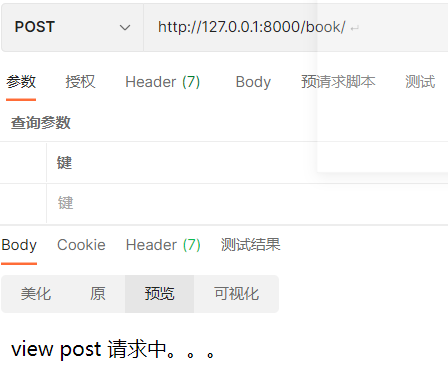 POST http://127.0.0.1:8000/book/ ↵
参数 授权 Header (7) Body 预请求脚本 测试
查询参数
键
键
Body Cookie Header (7) 测试结果
美化 原 预览 可视化
view post 请求中。。。